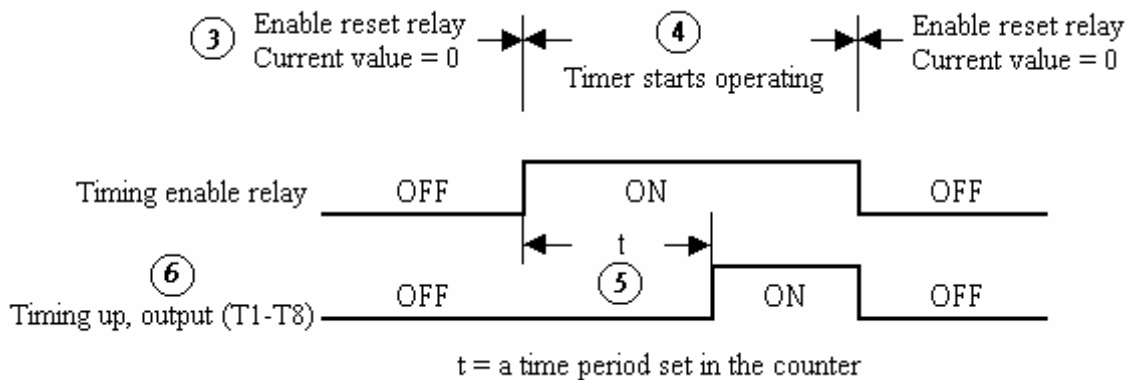 3 Enable reset relay
Current value = 0
4
Timer starts operating
Enable reset relay
Current value = 0
Timing enable relay OFF ON OFF
t
5
6
Timing up, output (T1-T8) OFF ON OFF
t = a time period set in the counter